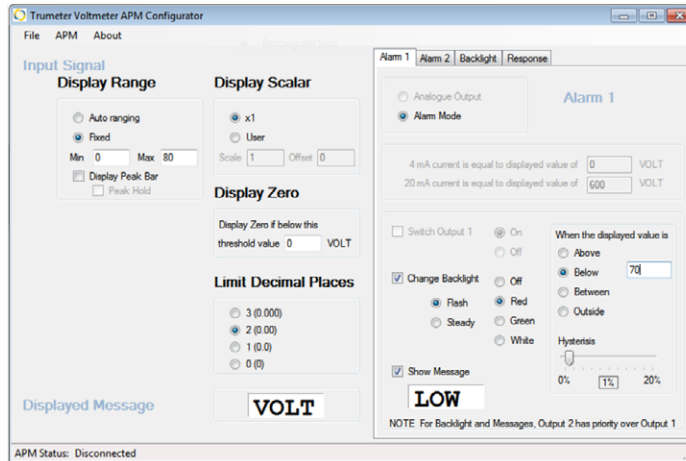 Trumeter Voltmeter APM Configurator
File APM About
Input Signal
Display Range
Auto ranging
Fixed
Min 0 Max 80
Display Peak Bar
Peak Hold
Display Scalar
x1
User
Scale 1 Offset 0
Display Zero
Display Zero if below this
threshold value 0 VOLT
Limit Decimal Places
3 (0.000)
2 (0.00)
1 (0.0)
0 (0)
Displayed Message
VOLT
Alarm 1 Alarm 2 Backlight Response
Analogue Output
Alarm Mode
Alarm 1
4 mA current is equal to displayed value of 0 VOLT
20 mA current is equal to displayed value of 600 VOLT
Switch Output 1
On
Off
Change Backlight
Flash
Steady
Off
Red
Green
White
When the displayed value is
Above
Below 70
Between
Outside
Hysterisis
0% 1% 20%
Show Message
LOW
NOTE For Backlight and Messages, Output 2 has priority over Output 1
APM Status: Disconnected